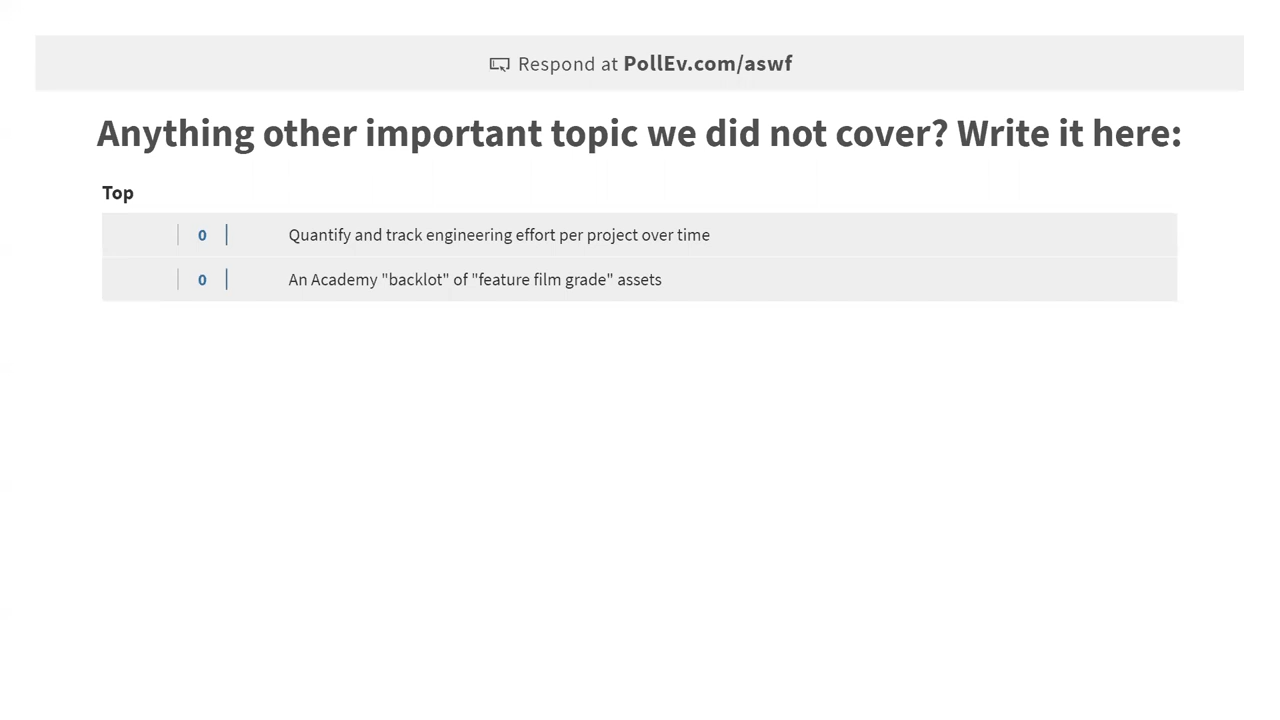 Respond at PollEv.com/aswf
Anything other important topic we did not cover? Write it here:
Top
0 Quantify and track engineering effort per project over time
0 An Academy "backlot" of "feature film grade" assets